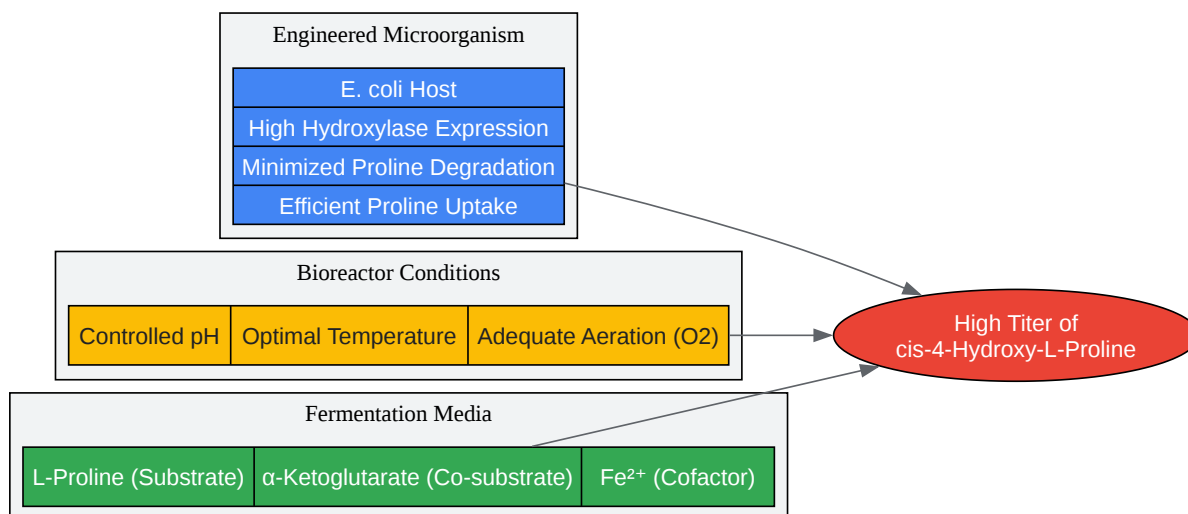 Engineered Microorganism
E. coli Host
High Hydroxylase Expression
Minimized Proline Degradation
Efficient Proline Uptake
Bioreactor Conditions
Controlled pH
Optimal Temperature
Adequate Aeration (O2)
High Titer of
cis-4-Hydroxy-L-Proline
Fermentation Media
L-Proline (Substrate)
α-Ketoglutarate (Co-substrate)
Fe²⁺ (Cofactor)